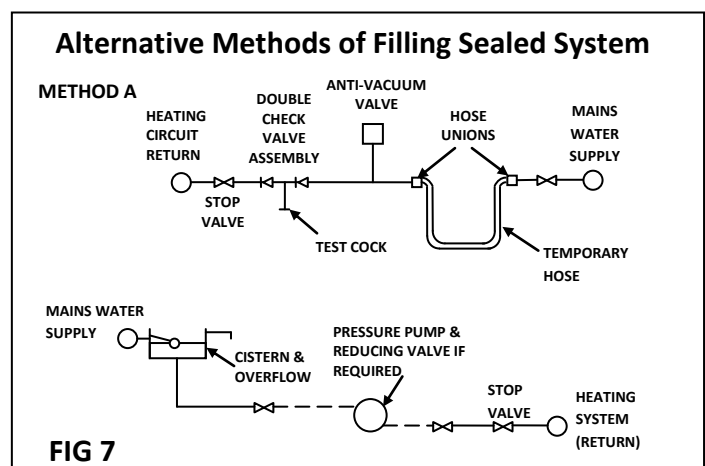 Alternative Methods of Filling Sealed System
METHOD A
HEATING
CIRCUIT
RETURN
DOUBLE
CHECK
VALVE
ASSEMBLY
ANTI-VACUUM
VALVE
HOSE
UNIONS
MAINS
WATER
SUPPLY
STOP
VALVE
TEST COCK
TEMPORARY
HOSE
MAINS WATER
SUPPLY
CISTERN &
OVERFLOW
PRESSURE PUMP &
REDUCING VALVE IF
REQUIRED
STOP
VALVE
HEATING
SYSTEM
(RETURN)
FIG 7